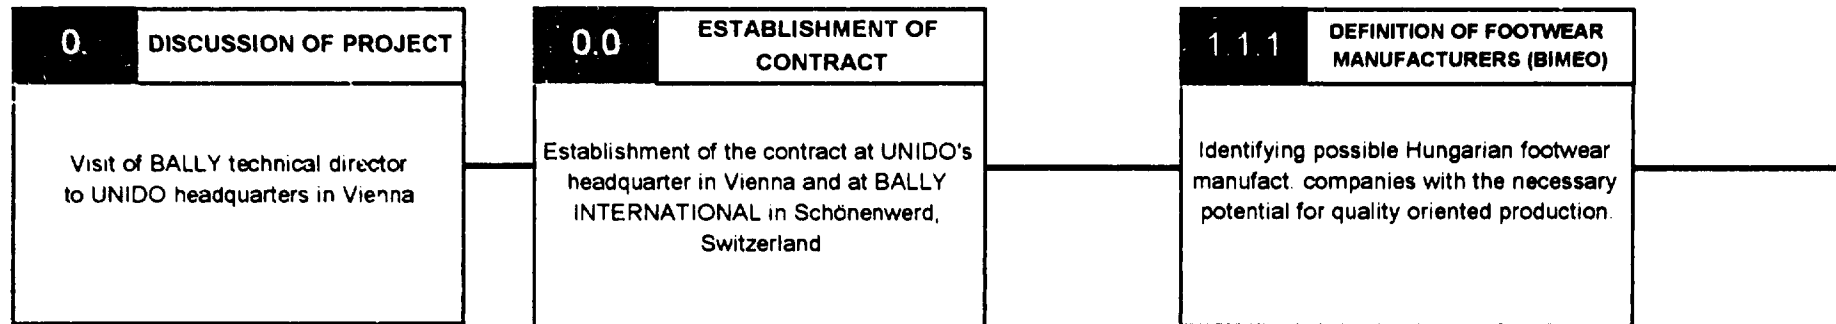 0.
DISCUSSION OF PROJECT
Visit of BALLY technical director
to UNIDO headquarters in Vienna
0.0
ESTABLISHMENT OF
CONTRACT
Establishment of the contract at UNIDO's
headquarter in Vienna and at BALLY
INTERNATIONAL in Schönenwerd,
Switzerland
1.1.1
DEFINITION OF FOOTWEAR
MANUFACTURERS (BIMEO)
Identifying possible Hungarian footwear
manufact. companies with the necessary
potential for quality oriented production.